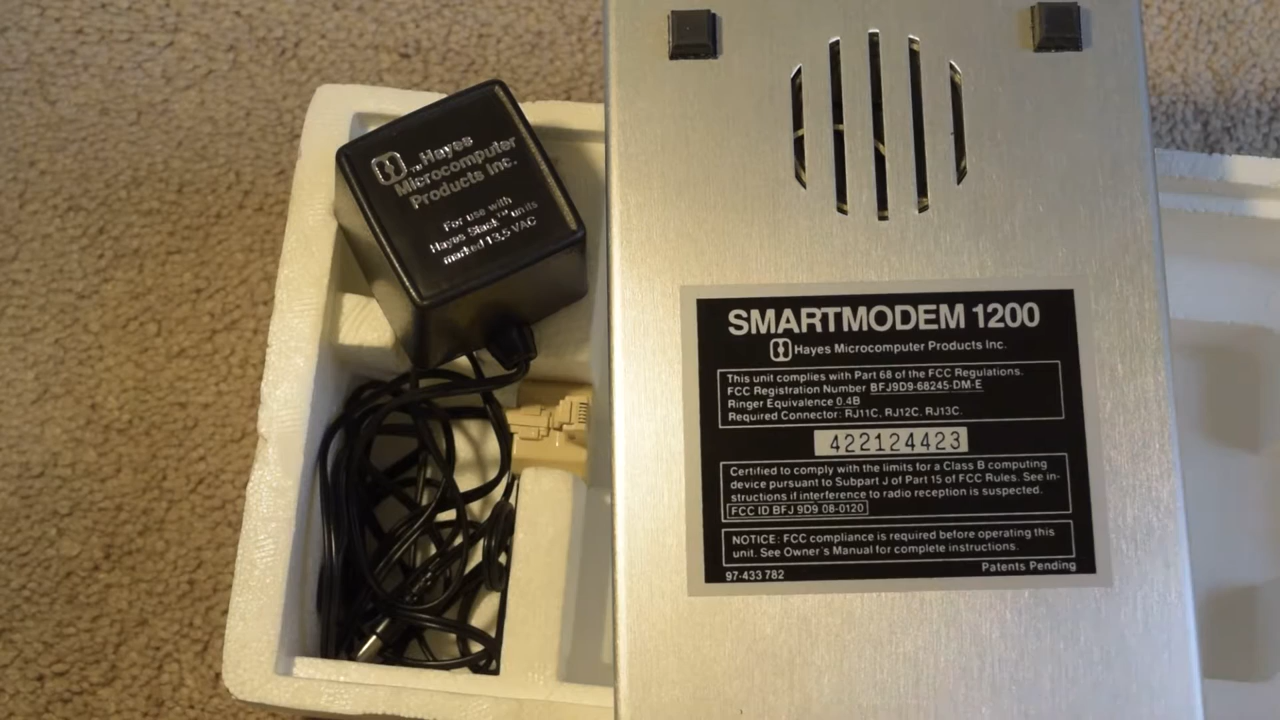 ™ Hayes
Microcomputer
Products Inc.
For use with
Hayes Stack™ units
marked 13.5 VAC
SMARTMODEM 1200
Hayes Microcomputer Products Inc.
This unit complies with Part 68 of the FCC Regulations.
FCC Registration Number BFJ9D9-68245-DM-E
Ringer Equivalence 0.4B
Required Connector: RJ11C, RJ12C, RJ13C.
422124423
Certified to comply with the limits for a Class B computing
device pursuant to Subpart J of Part 15 of FCC Rules. See in-
structions if interference to radio reception is suspected.
FCC ID BFJ 9D9 08-0120
NOTICE: FCC compliance is required before operating this
unit. See Owner's Manual for complete instructions.
97-433 782
Patents Pending